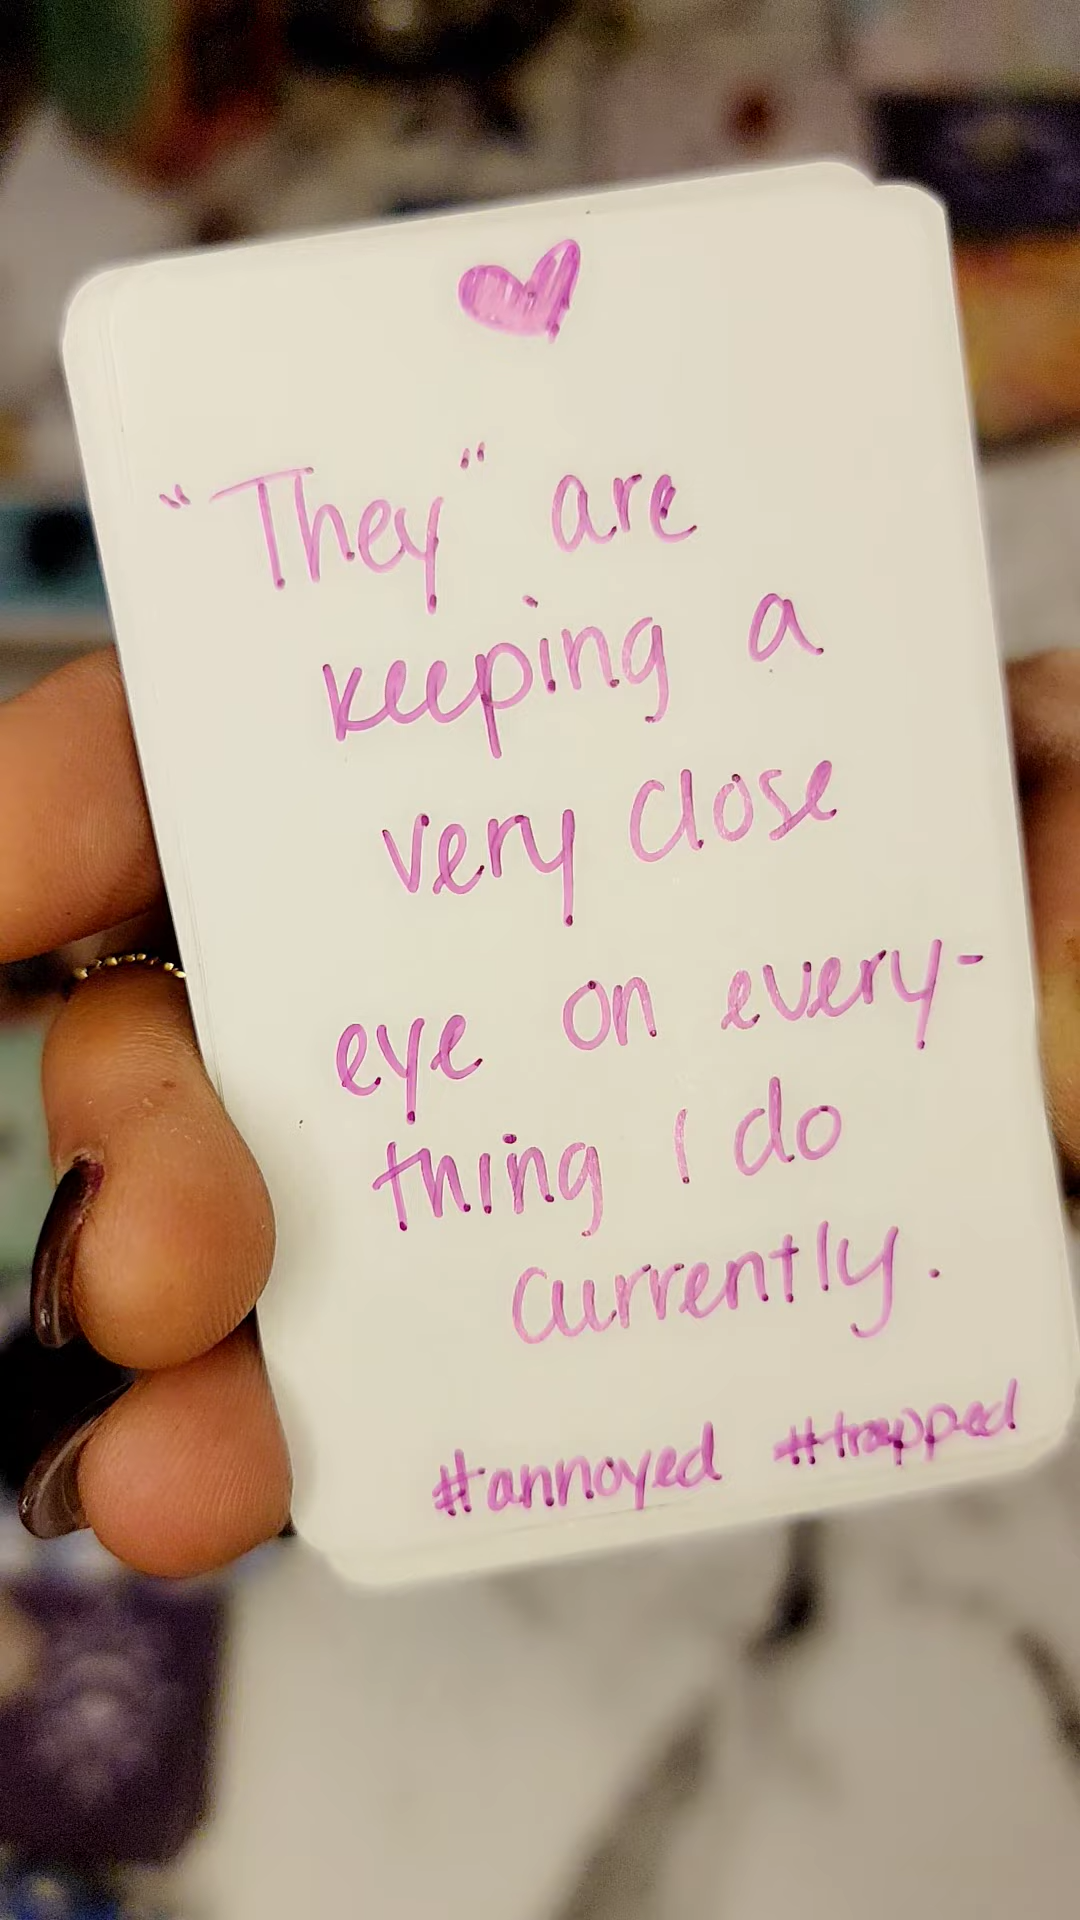 "They" are
keeping a
very close
eye on every-
thing I do
currently.
#annoyed #trapped